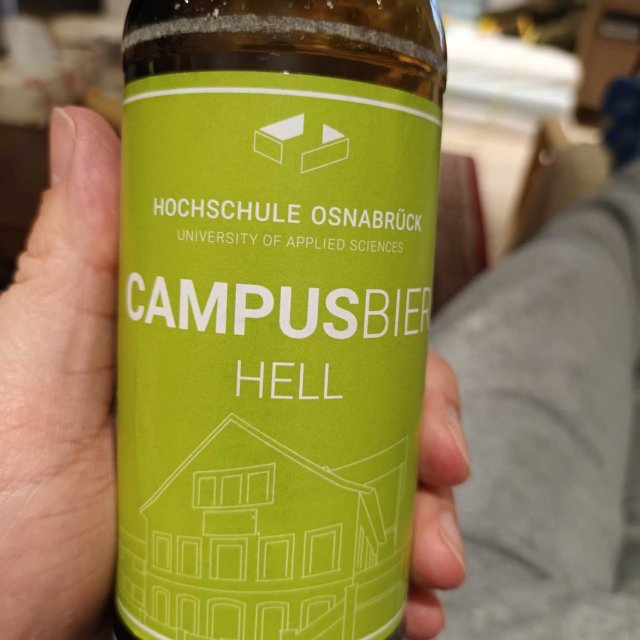 HOCHSCHULE OSNABRÜCK
UNIVERSITY OF APPLIED SCIENCES
CAMPUSBIER
HELL